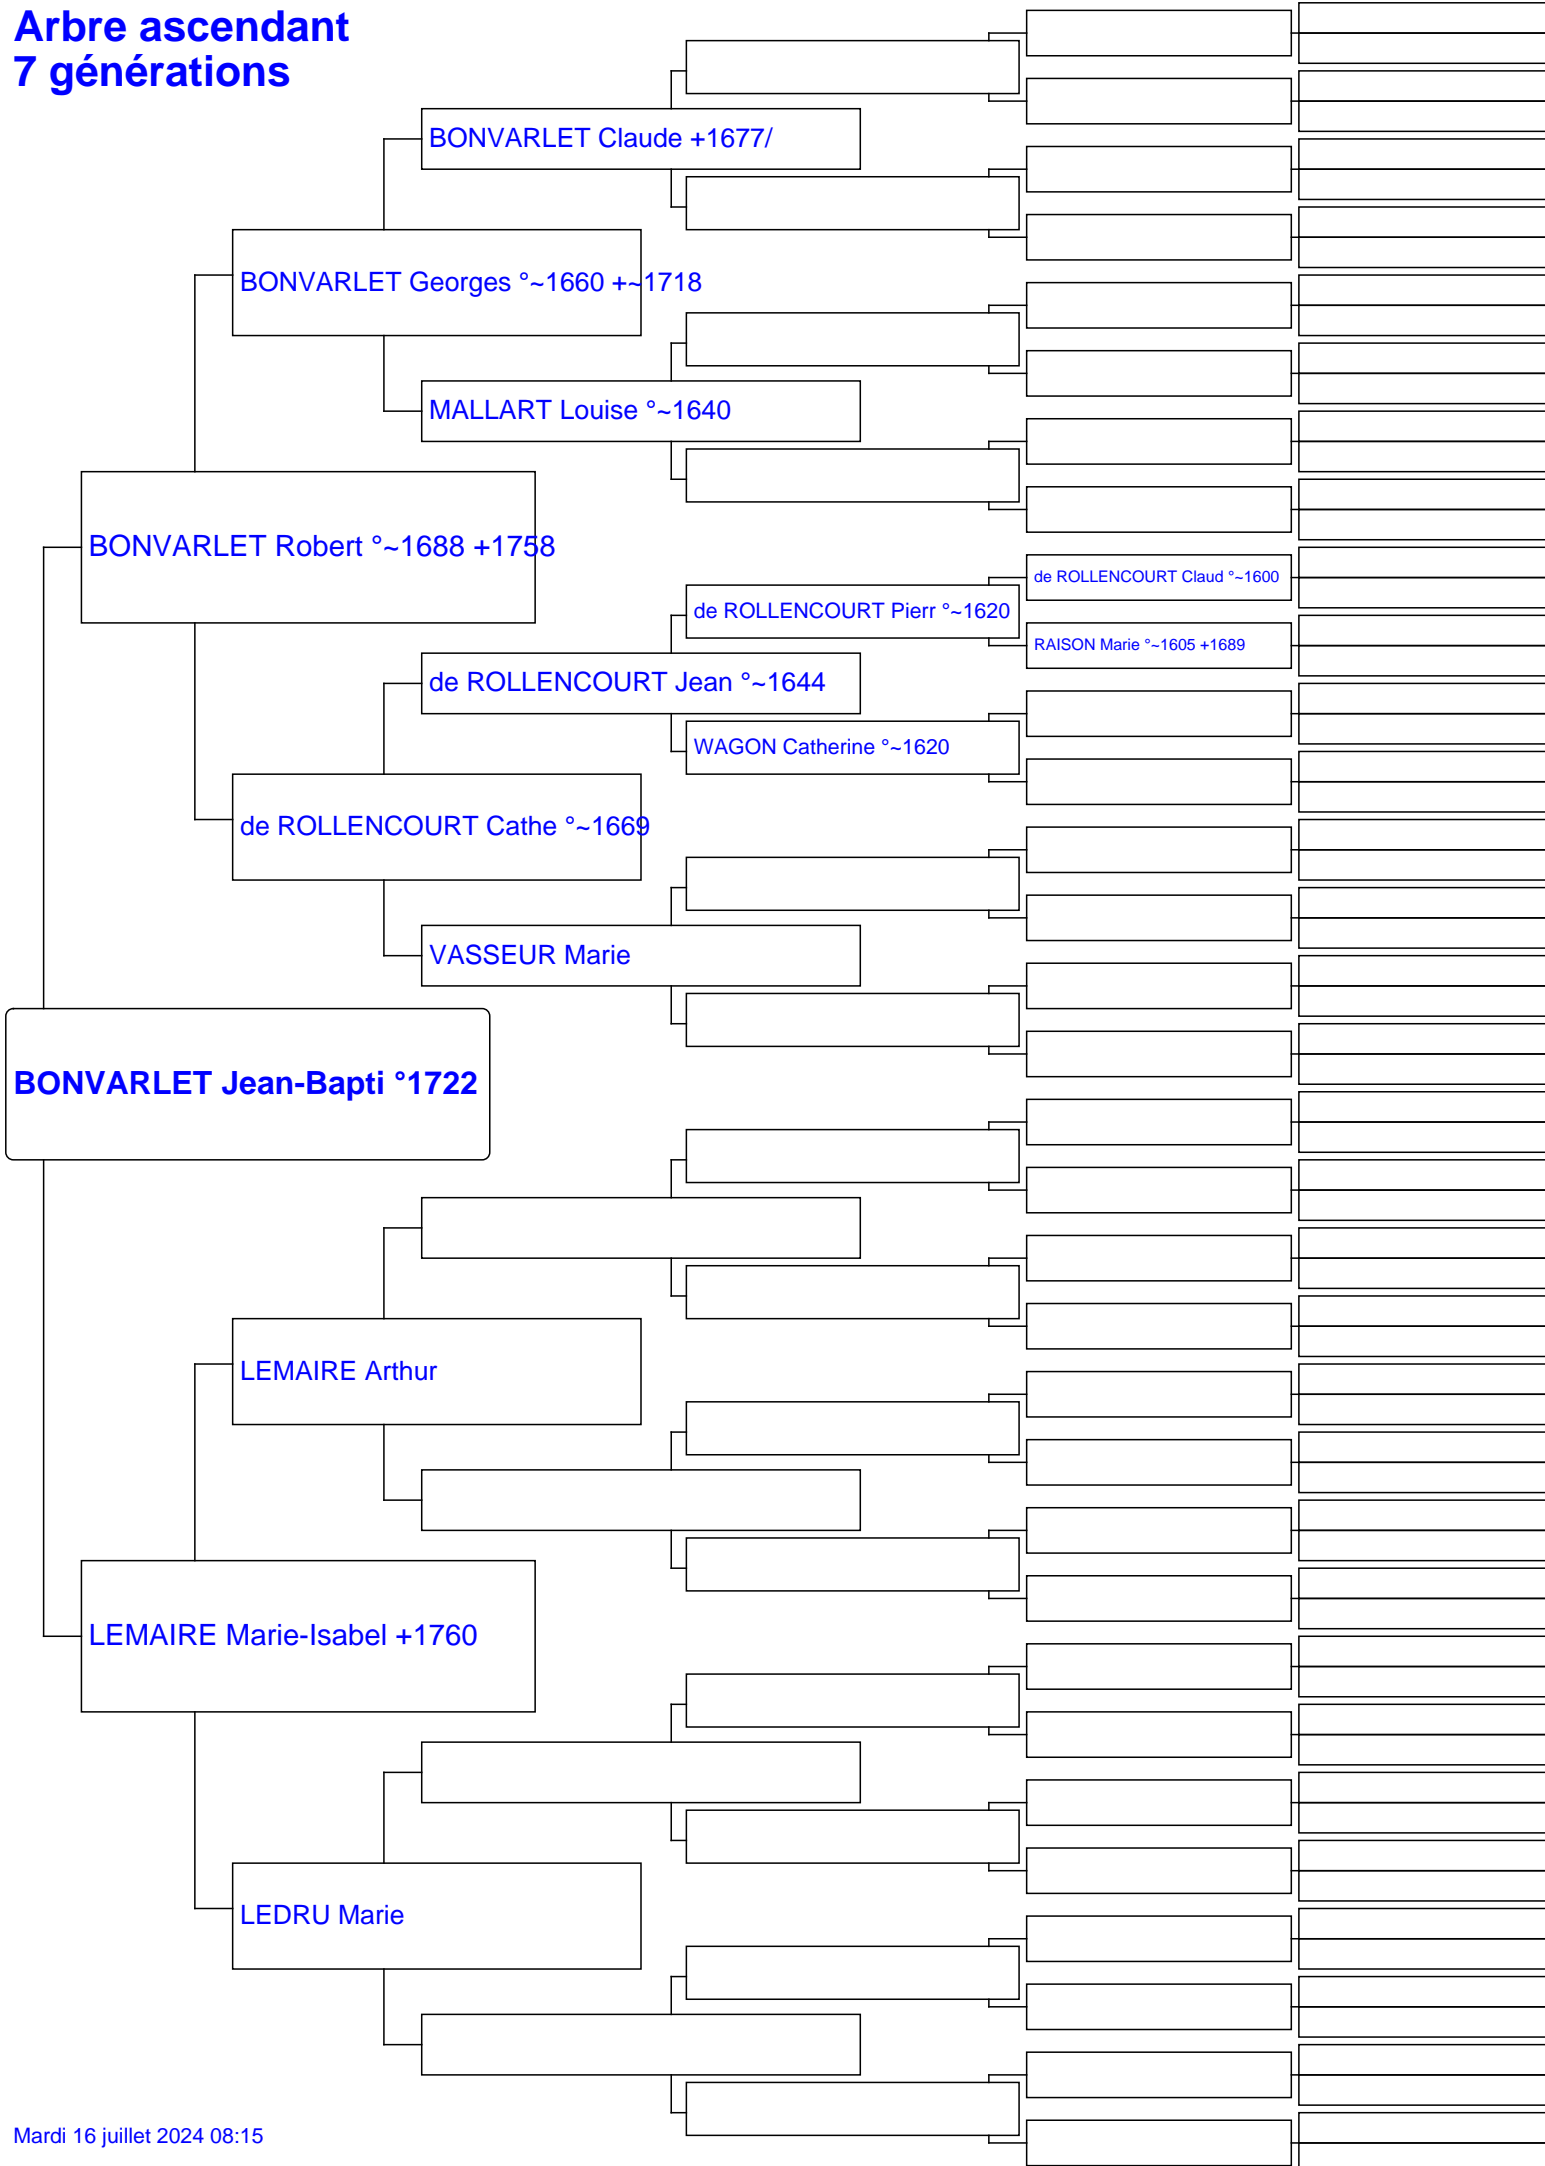 Arbre ascendant
7 générations
BONVARLET Claude +1677/
BONVARLET Georges °~1660 +~1718
MALLART Louise °~1640
BONVARLET Robert °~1688 +1758
de ROLLENCOURT Claud °~1600
de ROLLENCOURT Pierr °~1620
RAISON Marie °~1605 +1689
de ROLLENCOURT Jean °~1644
WAGON Catherine °~1620
de ROLLENCOURT Cathe °~1669
VASSEUR Marie
BONVARLET Jean-Bapti °1722
LEMAIRE Arthur
LEMAIRE Marie-Isabel +1760
LEDRU Marie
Mardi 16 juillet 2024 08:15